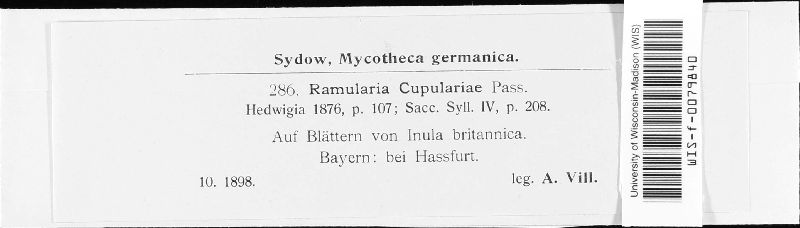 Sydow, Mycotheca germanica.
286. Ramularia Cupulariae Pass.
Hedwigia 1876, p. 107; Sacc. Syll. IV, p. 208.
Auf Blättern von Inula britannica.
Bayern: bei Hassfurt.
10. 1898. leg. A. Vill.
University of Wisconsin-Madison (WIS)
WIS-f-0079840